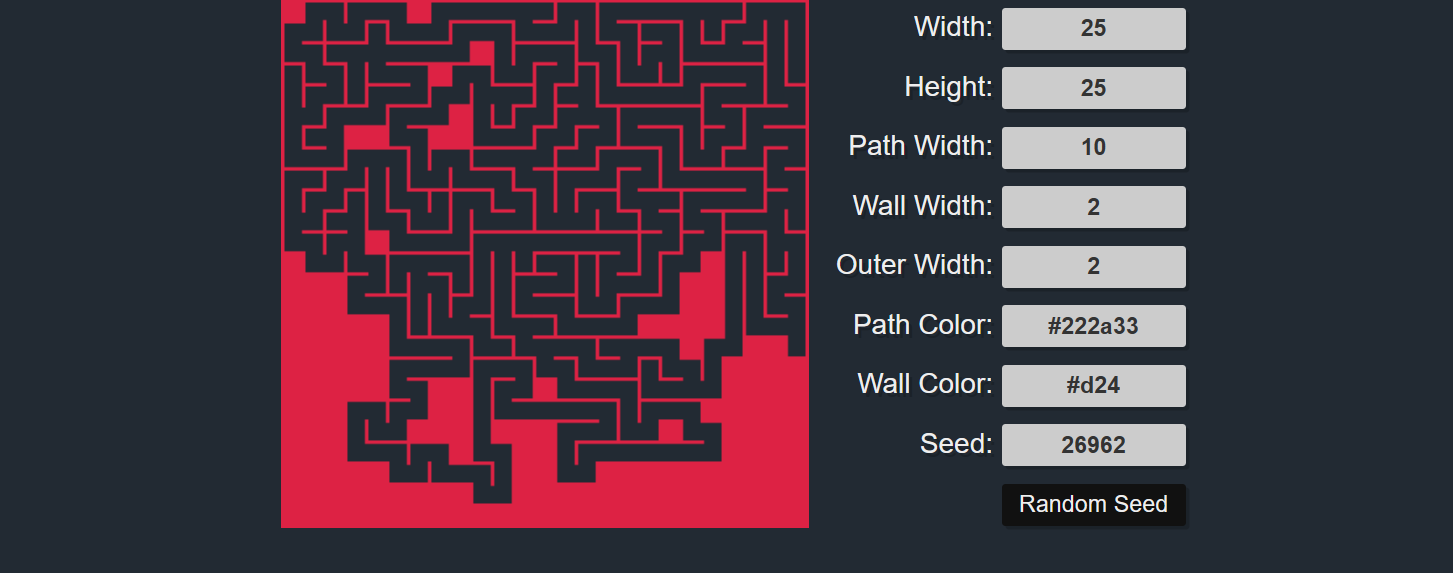 Width: 25
Height: 25
Path Width: 10
Wall Width: 2
Outer Width: 2
Path Color: #222a33
Wall Color: #d24
Seed: 26962
Random Seed